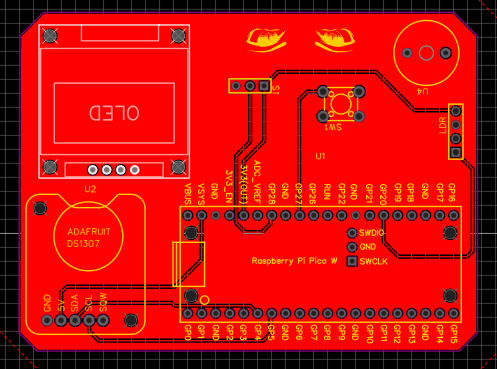 OLED
U4
S1
SW1
LDR
U1
U2
VBUS
VSYS
GND
3V3_EN
3V3(OUT)
ADC_VREF
GP28
GND
GP27
GP26
RUN
GP22
GND
GP21
GP20
GP19
GP18
GND
GP17
GP16
ADAFRUIT
DS1307
SWDIO
GND
SWCLK
Raspberry Pi Pico W
GND
5V
SDA
SCL
SQW
GP0
GP1
GND
GP2
GP3
GP4
GP5
GND
GP6
GP7
GP8
GP9
GND
GP10
GP11
GP12
GP13
GND
GP14
GP15